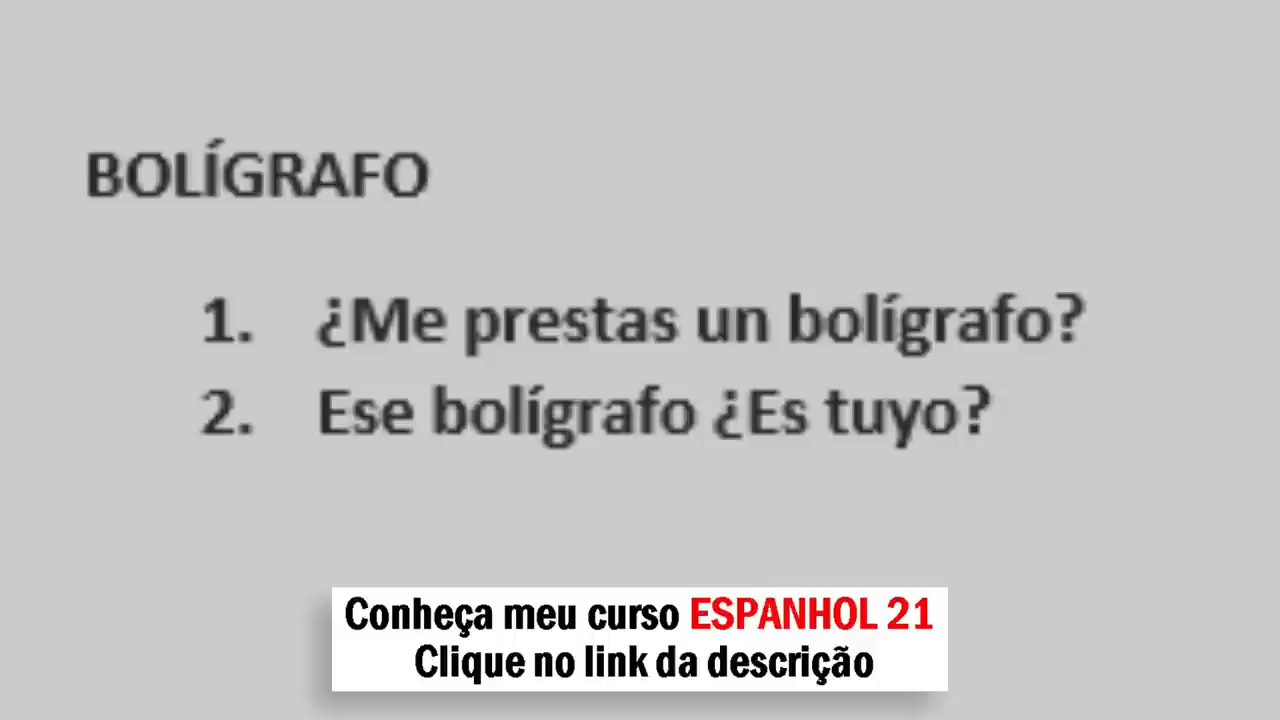 BOLÍGRAFO
1. ¿Me prestas un bolígrafo?
2. Ese bolígrafo ¿Es tuyo?
Conheça meu curso ESPANHOL 21
Clique no link da descrição